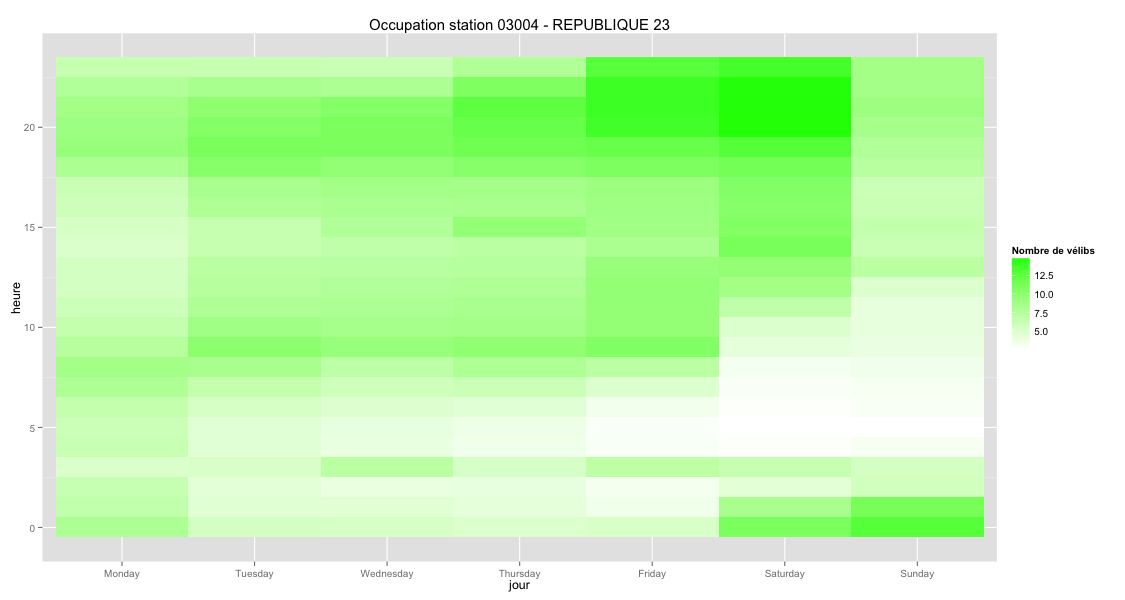 Occupation station 03004 - REPUBLIQUE 23
heure
20
15
10
5
0
Monday Tuesday Wednesday Thursday Friday Saturday Sunday
jour
Nombre de vélibs
12.5
10.0
7.5
5.0